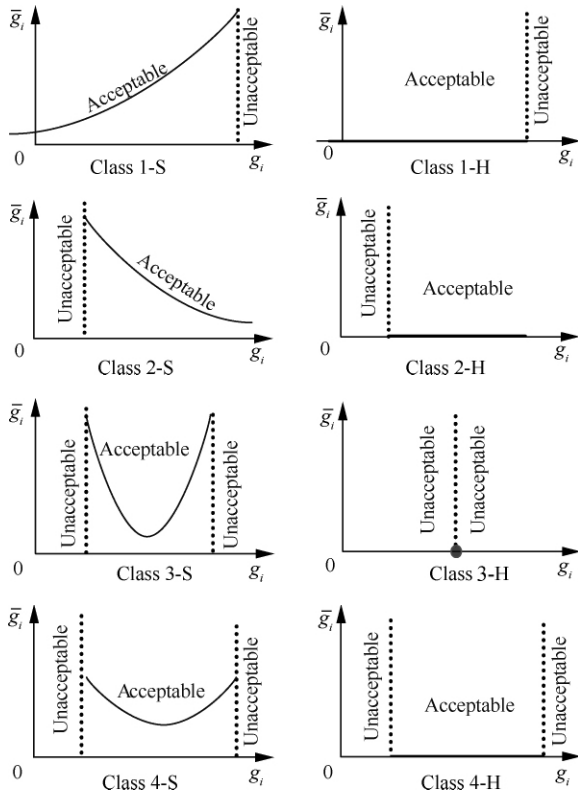 g̅ᵢ
Acceptable
Unacceptable
0
Class 1-S
gᵢ
g̅ᵢ
Acceptable
Unacceptable
0
Class 1-H
gᵢ
g̅ᵢ
Unacceptable
Acceptable
0
Class 2-S
gᵢ
g̅ᵢ
Unacceptable
Acceptable
0
Class 2-H
gᵢ
g̅ᵢ
Unacceptable
Acceptable
Unacceptable
0
Class 3-S
gᵢ
g̅ᵢ
Unacceptable
Unacceptable
0
Class 3-H
gᵢ
g̅ᵢ
Unacceptable
Acceptable
Unacceptable
0
Class 4-S
gᵢ
g̅ᵢ
Unacceptable
Acceptable
Unacceptable
0
Class 4-H
gᵢ